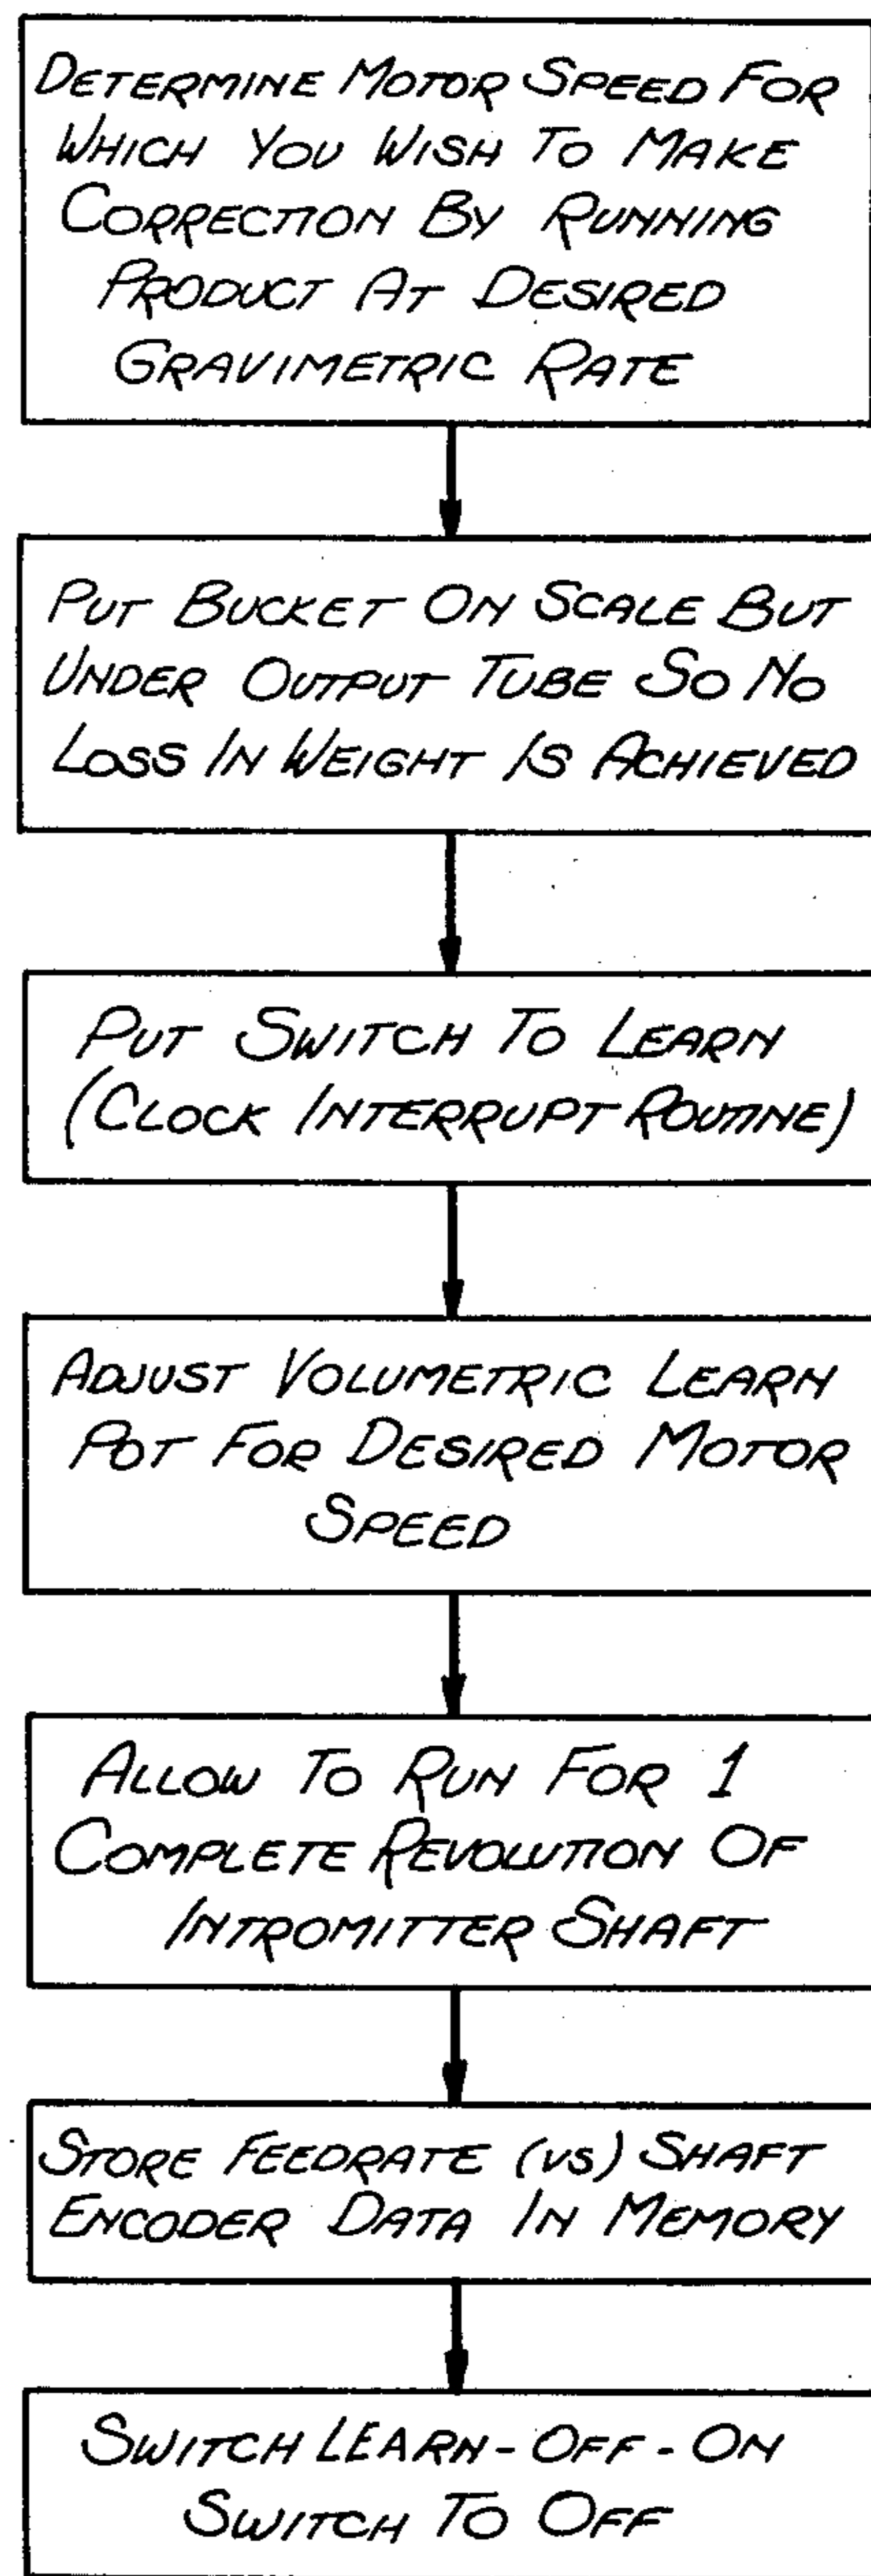 DETERMINE MOTOR SPEED FOR
WHICH YOU WISH TO MAKE
CORRECTION BY RUNNING
PRODUCT AT DESIRED
GRAVIMETRIC RATE
PUT BUCKET ON SCALE BUT
UNDER OUTPUT TUBE SO NO
LOSS IN WEIGHT IS ACHIEVED
PUT SWITCH TO LEARN
(CLOCK INTERRUPT ROUTINE)
ADJUST VOLUMETRIC LEARN
POT FOR DESIRED MOTOR
SPEED
ALLOW TO RUN FOR 1
COMPLETE REVOLUTION OF
INTROMITTER SHAFT
STORE FEEDRATE (VS) SHAFT
ENCODER DATA IN MEMORY
SWITCH LEARN-OFF-ON
SWITCH TO OFF